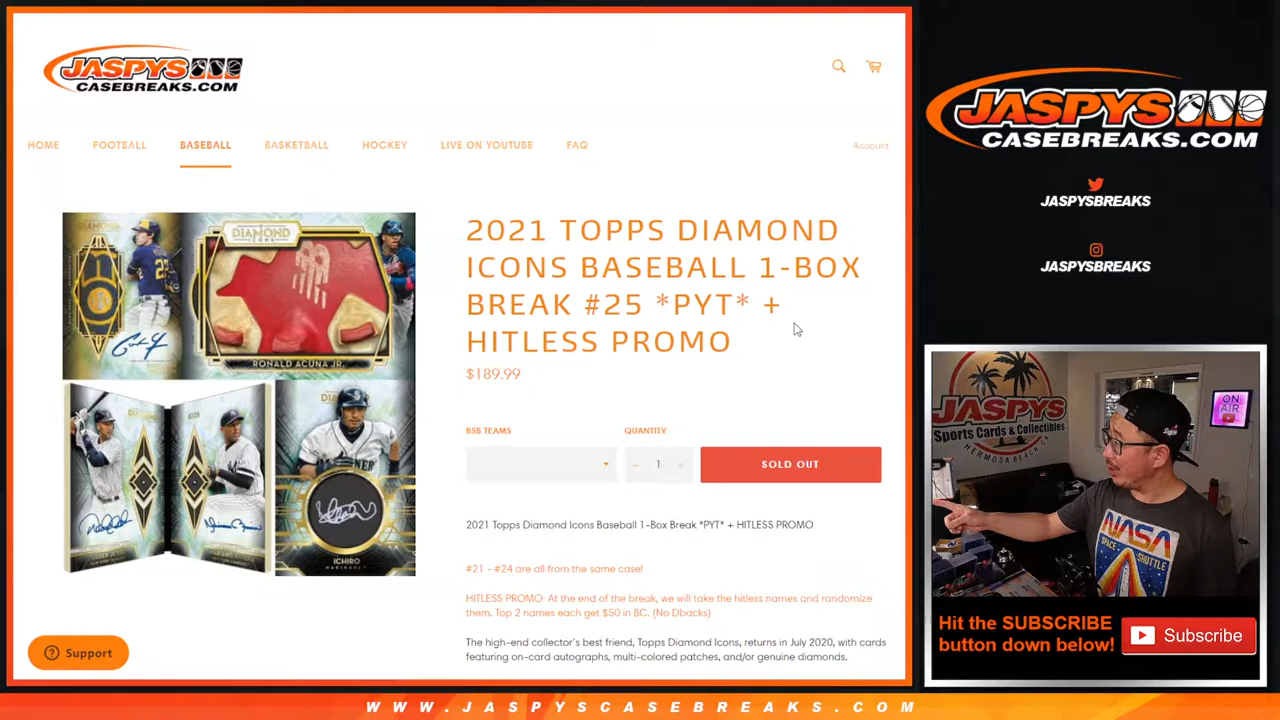 JASPYS
CASEBREAKS.COM
HOME
FOOTBALL
BASEBALL
BASKETBALL
HOCKEY
LIVE ON YOUTUBE
FAQ
Account
DIAMOND
RONALD ACUNA JR.
ICHIRO
MARINERS
2021 TOPPS DIAMOND
ICONS BASEBALL 1-BOX
BREAK #25 *PYT* +
HITLESS PROMO
$189.99
BSB TEAMS
QUANTITY
− 1 +
SOLD OUT
2021 Topps Diamond Icons Baseball 1-Box Break *PYT* + HITLESS PROMO
#21 - #24 are all from the same case!
HITLESS PROMO: At the end of the break, we will take the hitless names and randomize
them. Top 2 names each get $50 in BC. (No Dbacks)
The high-end collector's best friend, Topps Diamond Icons, returns in July 2020, with cards
featuring on-card autographs, multi-colored patches, and/or genuine diamonds.
Support
JASPYS
CASEBREAKS.COM
JASPYSBREAKS
JASPYSBREAKS
JASPYS
Sports Cards & Collectibles
HERMOSA BEACH, CA
ON
AIR
NASA
SPACE SHUTTLE
Hit the SUBSCRIBE
button down below!
Subscribe
WWW.JASPYSCASEBREAKS.COM